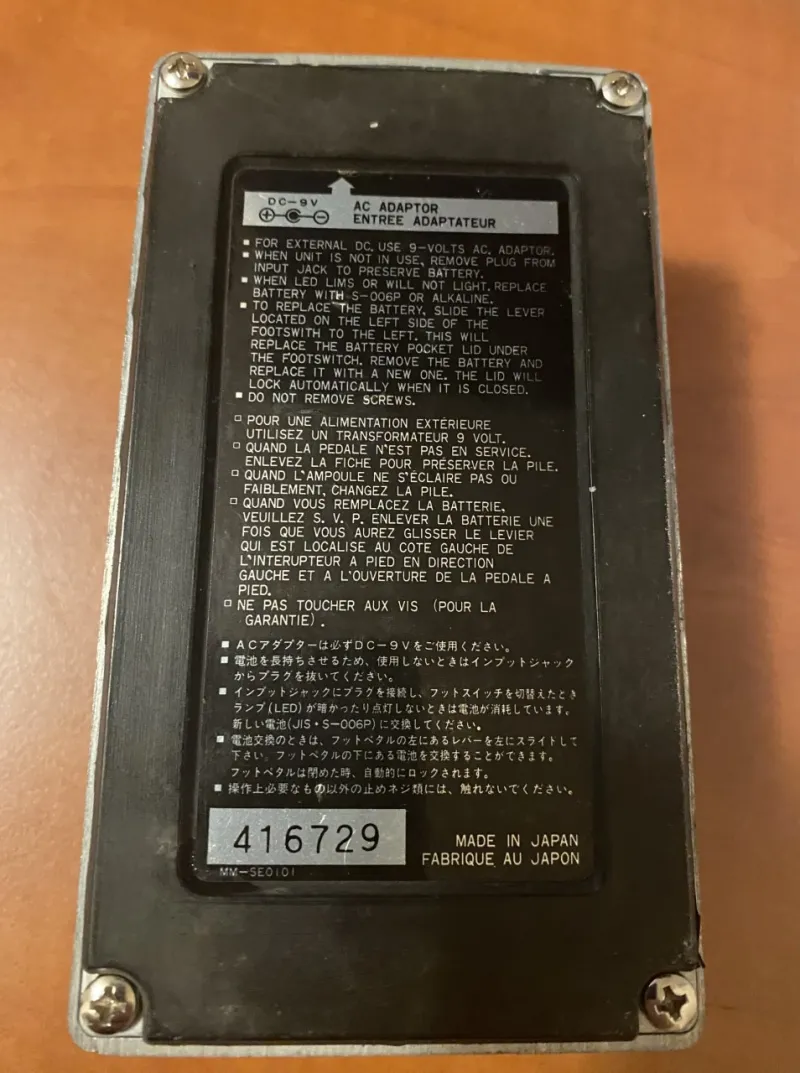 DC-9V
AC ADAPTOR
ENTREE ADAPTATEUR
■ FOR EXTERNAL DC, USE 9-VOLTS AC. ADAPTOR.
■ WHEN UNIT IS NOT IN USE, REMOVE PLUG FROM
INPUT JACK TO PRESERVE BATTERY.
■ WHEN LED LIMS OR WILL NOT LIGHT, REPLACE
BATTERY WITH S-006P OR ALKALINE.
■ TO REPLACE THE BATTERY, SLIDE THE LEVER
LOCATED ON THE LEFT SIDE OF THE
FOOTSWITH TO THE LEFT. THIS WILL
REPLACE THE BATTERY POCKET LID UNDER
THE FOOTSWITCH. REMOVE THE BATTERY AND
REPLACE IT WITH A NEW ONE. THE LID WILL
LOCK AUTOMATICALLY WHEN IT IS CLOSED.
■ DO NOT REMOVE SCREWS.
□ POUR UNE ALIMENTATION EXTÉRIEURE
UTILISEZ UN TRANSFORMATEUR 9 VOLT.
□ QUAND LA PEDALE N'EST PAS EN SERVICE.
ENLEVEZ LA FICHE POUR PRÉSERVER LA PILE.
□ QUAND L'AMPOULE NE S'ÉCLAIRE PAS OU
FAIBLEMENT, CHANGEZ LA PILE.
□ QUAND VOUS REMPLACEZ LA BATTERIE,
VEUILLEZ S. V. P. ENLEVER LA BATTERIE UNE
FOIS QUE VOUS AUREZ GLISSER LE LEVIER
QUI EST LOCALISE AU COTE GAUCHE DE
L'INTERUPTEUR A PIED EN DIRECTION
GAUCHE ET A L'OUVERTURE DE LA PEDALE A
PIED.
□ NE PAS TOUCHER AUX VIS (POUR LA
GARANTIE).
■ ACアダプターは必ずDC-9Vをご使用ください。
■ 電池を長持ちさせるため、使用しないときはインプットジャック
からプラグを抜いてください。
■ インプットジャックにプラグを接続し、フットスイッチを切替えたとき
ランプ(LED)が暗かったり点灯しないときは電池が消耗しています。
新しい電池(JIS・S-006P)に交換してください。
■ 電池交換のときは、フットペタルの左にあるレバーを左にスライドして
下さい。フットペタルの下にある電池を交換することができます。
フットペタルは閉めた時、自動的にロックされます。
■ 操作上必要なもの以外の止めネジ類には、触れないでください。
416729
MADE IN JAPAN
FABRIQUE AU JAPON
MM-SE0101